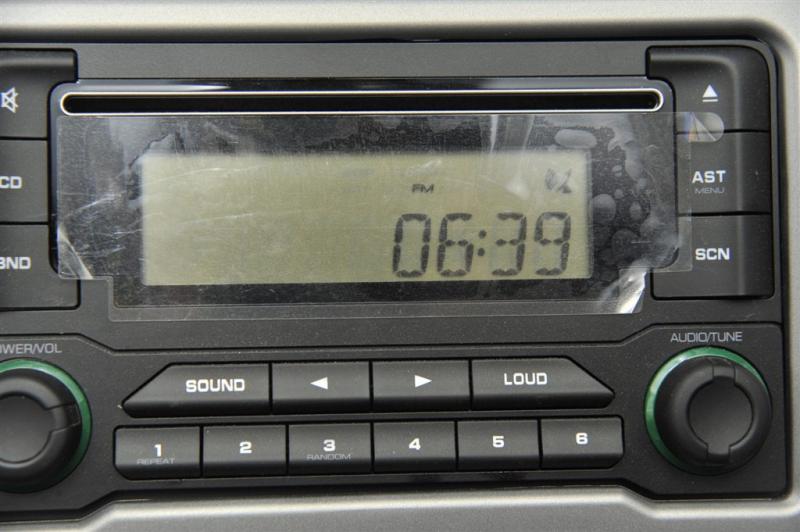 CD
AST
MENU
FM
06:39
BND
SCN
OWER/VOL
AUDIO/TUNE
SOUND
LOUD
1
2
3
4
5
6
REPEAT
RANDOM